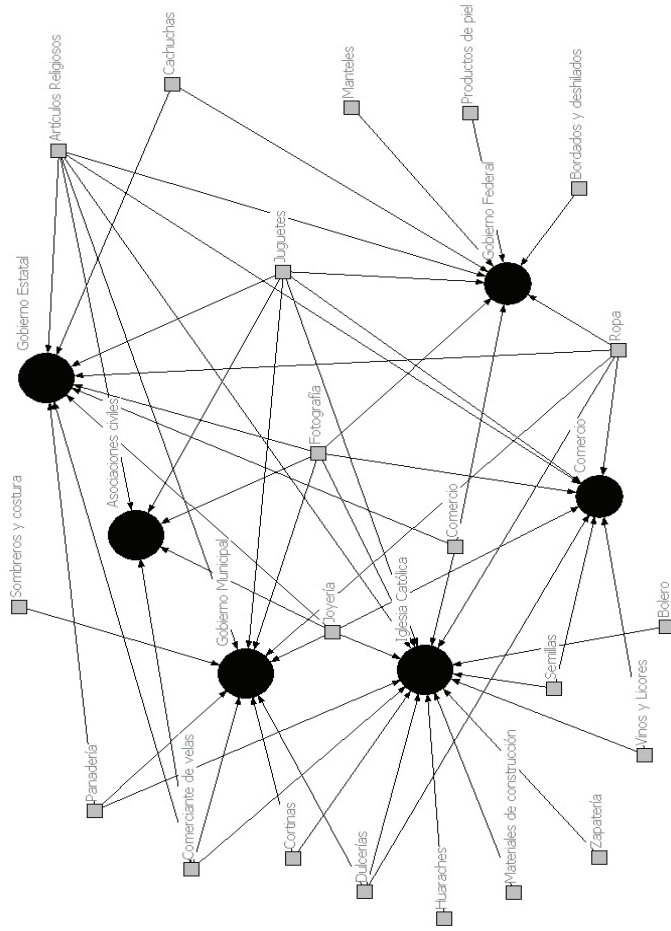 Artículos Religiosos
Cachuchas
Manteles
Productos de piel
Bordados y deshilados
Gobierno Estatal
Juguetes
Gobierno Federal
Ropa
Asociaciones civiles
Fotografía
Comercio
Comercio
Sombreros y costura
Gobierno Municipal
Joyería
Iglesia Católica
Semillas
Bolero
Panadería
Comerciante de velas
Cortinas
Dulcerías
Huaraches
Materiales de construcción
Zapatería
Vinos y Licores